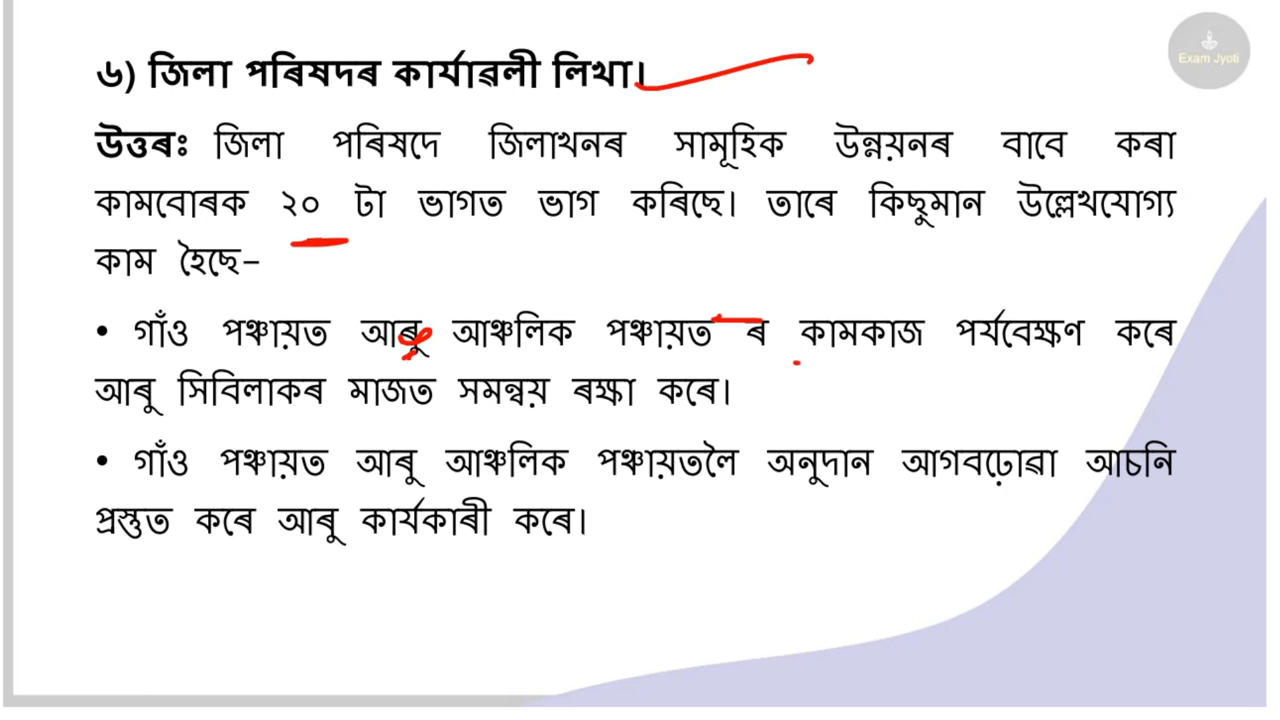 Exam Jyoti
৬) জিলা পৰিষদৰ কাৰ্যাৱলী লিখা।
উত্তৰঃ জিলা পৰিষদে জিলাখনৰ সামূহিক উন্নয়নৰ বাবে কৰা
কামবোৰক ২০ টা ভাগত ভাগ কৰিছে। তাৰে কিছুমান উল্লেখযোগ্য
কাম হৈছে–
• গাঁও পঞ্চায়ত আৰু আঞ্চলিক পঞ্চায়ত ৰ কামকাজ পৰ্যবেক্ষণ কৰে
আৰু সিবিলাকৰ মাজত সমন্বয় ৰক্ষা কৰে।
• গাঁও পঞ্চায়ত আৰু আঞ্চলিক পঞ্চায়তলৈ অনুদান আগবঢ়োৱা আচনি
প্ৰস্তুত কৰে আৰু কাৰ্যকাৰী কৰে।